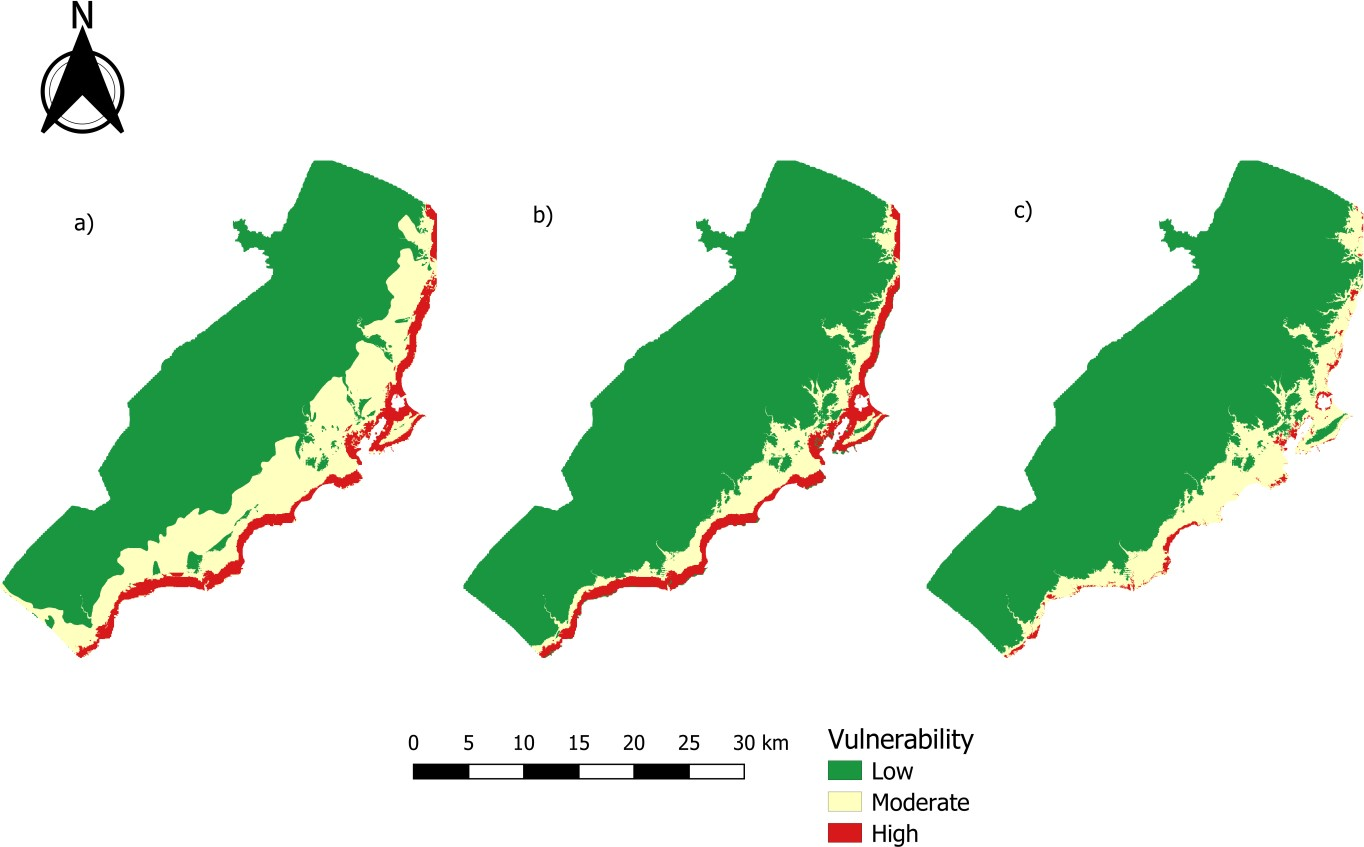 N
a)
b)
c)
0 5 10 15 20 25 30 km
Vulnerability
Low
Moderate
High